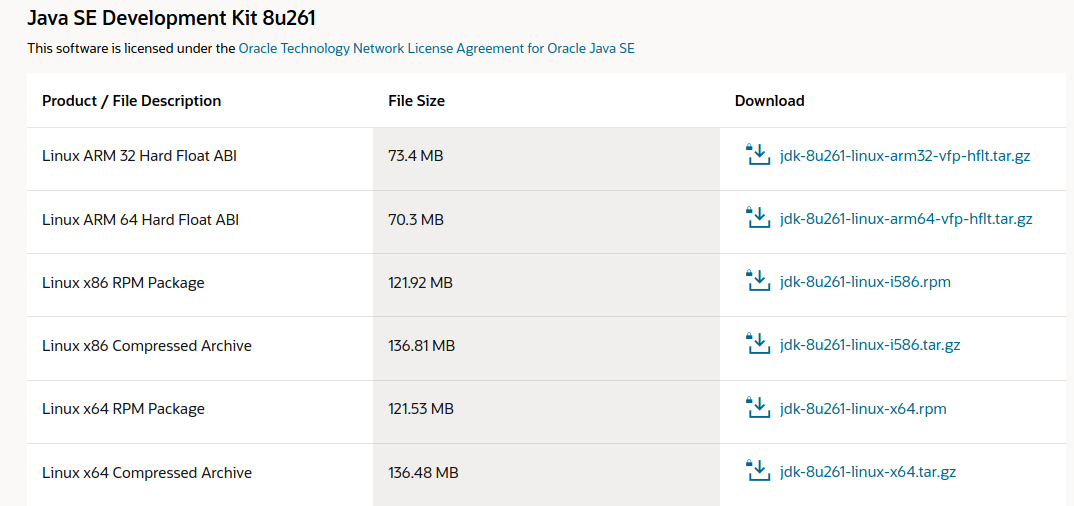 Java SE Development Kit 8u261
This software is licensed under the Oracle Technology Network License Agreement for Oracle Java SE
Product / File Description File Size Download
Linux ARM 32 Hard Float ABI 73.4 MB jdk-8u261-linux-arm32-vfp-hflt.tar.gz
Linux ARM 64 Hard Float ABI 70.3 MB jdk-8u261-linux-arm64-vfp-hflt.tar.gz
Linux x86 RPM Package 121.92 MB jdk-8u261-linux-i586.rpm
Linux x86 Compressed Archive 136.81 MB jdk-8u261-linux-i586.tar.gz
Linux x64 RPM Package 121.53 MB jdk-8u261-linux-x64.rpm
Linux x64 Compressed Archive 136.48 MB jdk-8u261-linux-x64.tar.gz